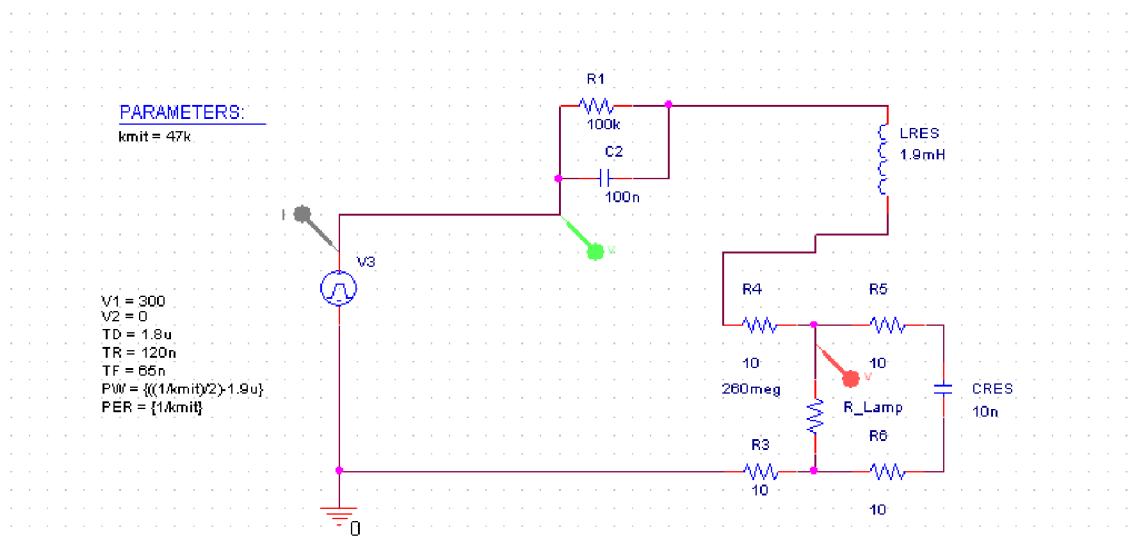 R1
PARAMETERS:
kmit = 47k
100k
C2
100n
LRES
1.9mH
I
V
V3
V1 = 300
V2 = 0
TD = 1.8u
TR = 120n
TF = 65n
PW = {((1/kmit)/2)-1.9u}
PER = {1/kmit}
R4
R5
10
10
260meg
V
R_Lamp
CRES
10n
R3
R6
10
10
0